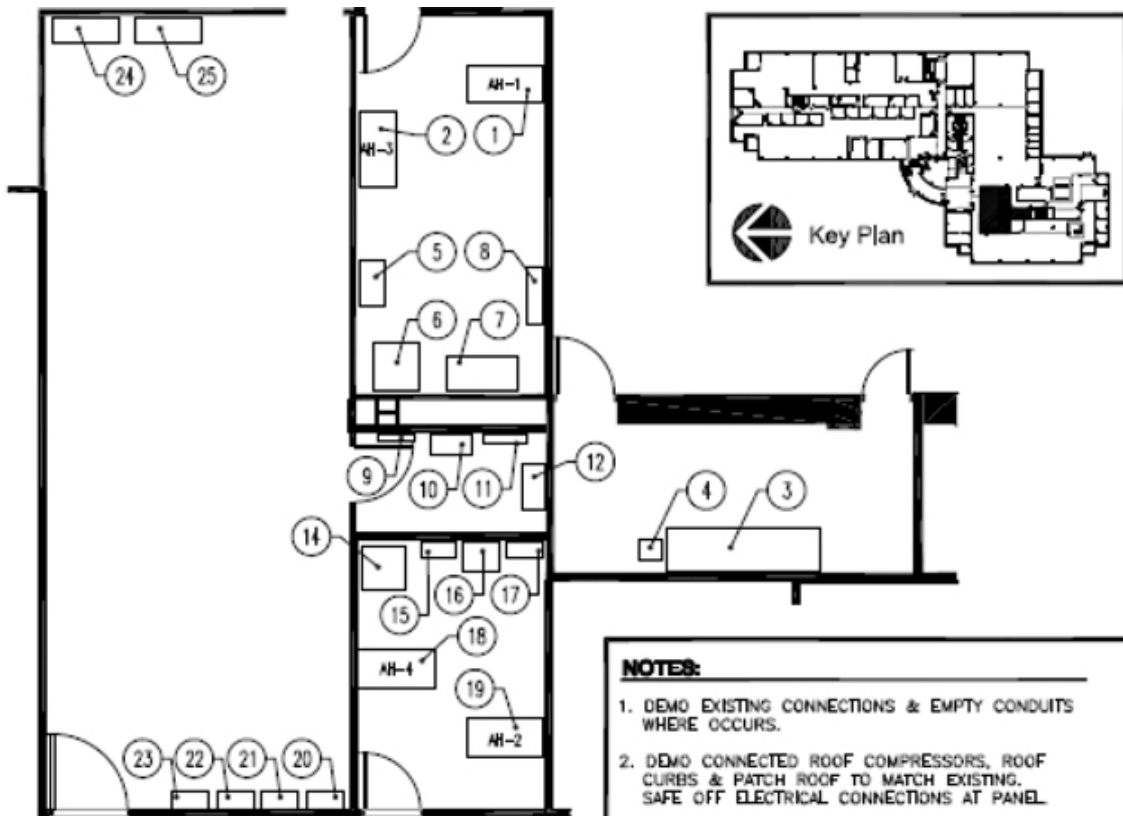 24
25
AH-1
2
1
AH-3
Key Plan
5
8
6
7
9
10
11
12
4
3
14
15
16
17
18
AH-4
19
AH-2
23
22
21
20
NOTES:
1. DEMO EXISTING CONNECTIONS & EMPTY CONDUITS
WHERE OCCURS.
2. DEMO CONNECTED ROOF COMPRESSORS, ROOF
CURBS & PATCH ROOF TO MATCH EXISTING.
SAFE OFF ELECTRICAL CONNECTIONS AT PANEL.